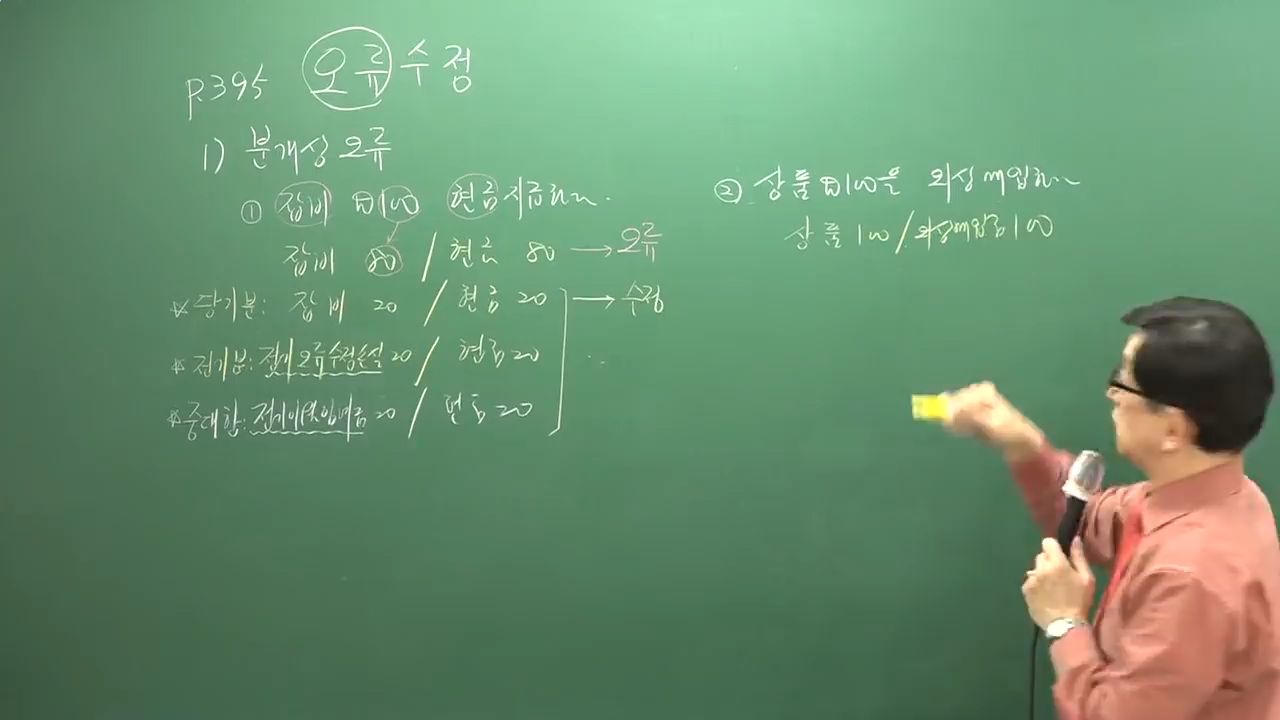 p.395 오류수정
1) 분개상오류
① 잡비 ₩100 현금지급하다.
잡비 80 / 현금 80 → 오류
※당기분: 잡비 20 / 현금 20 → 수정
※전기분: 전기오류수정손실 20 / 현금 20
※중대한: 전기이월잉여금 20 / 현금 20
② 상품 ₩100을 외상매입하다
상품 100 / 외상매입금 100